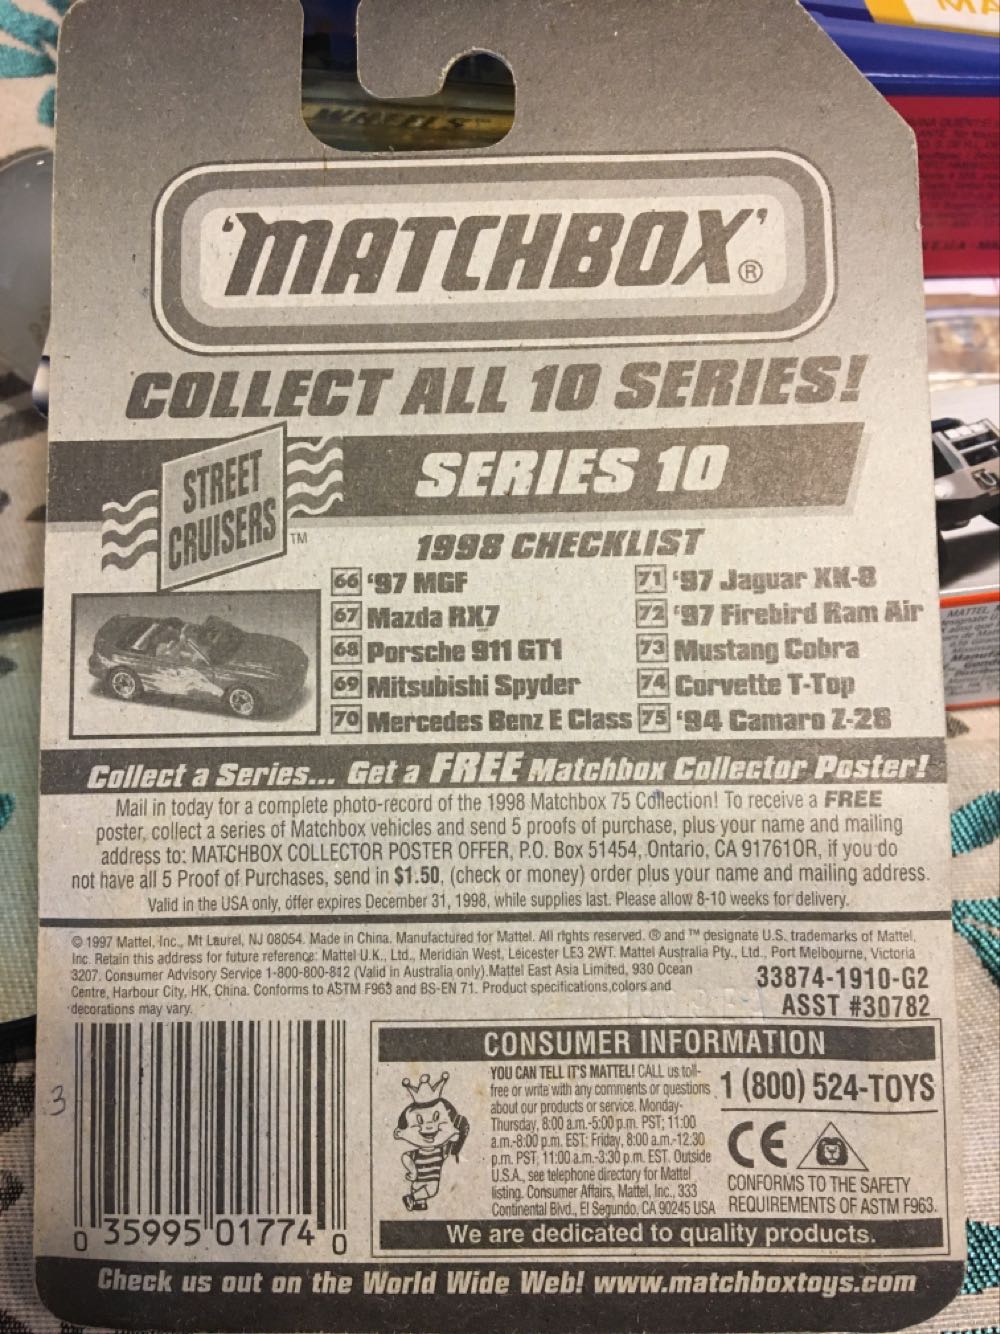 WHEELS
MA
'MATCHBOX'®
COLLECT ALL 10 SERIES!
STREET
CRUISERS™
SERIES 10
1998 CHECKLIST
66 '97 MGF
67 Mazda RX7
68 Porsche 911 GT1
69 Mitsubishi Spyder
70 Mercedes Benz E Class
71 '97 Jaguar XK-8
72 '97 Firebird Ram Air
73 Mustang Cobra
74 Corvette T-Top
75 '94 Camaro Z-28
Collect a Series... Get a FREE Matchbox Collector Poster!
Mail in today for a complete photo-record of the 1998 Matchbox 75 Collection! To receive a FREE
poster, collect a series of Matchbox vehicles and send 5 proofs of purchase, plus your name and mailing
address to: MATCHBOX COLLECTOR POSTER OFFER, P.O. Box 51454, Ontario, CA 91761OR, if you do
not have all 5 Proof of Purchases, send in $1.50, (check or money) order plus your name and mailing address.
Valid in the USA only, offer expires December 31, 1998, while supplies last. Please allow 8-10 weeks for delivery.
© 1997 Mattel, Inc., Mt Laurel, NJ 08054. Made in China. Manufactured for Mattel. All rights reserved. ® and ™ designate U.S. trademarks of Mattel,
Inc. Retain this address for future reference: Mattel U.K., Ltd., Meridian West, Leicester LE3 2WT. Mattel Australia Pty., Ltd., Port Melbourne, Victoria
3207. Consumer Advisory Service 1-800-800-812 (Valid in Australia only).Mattel East Asia Limited, 930 Ocean
Centre, Harbour City, HK, China. Conforms to ASTM F963 and BS-EN 71. Product specifications,colors and
decorations may vary.
33874-1910-G2
ASST #30782
3
0 35995 01774 0
CONSUMER INFORMATION
YOU CAN TELL IT'S MATTEL! CALL us toll-
free or write with any comments or questions
about our products or service. Monday-
Thursday, 8:00 a.m.-5:00 p.m. PST; 11:00
a.m.-8:00 p.m. EST: Friday, 8:00 a.m.-12:30
p.m. PST, 11:00 a.m.-3:30 p.m. EST. Outside
U.S.A., see telephone directory for Mattel
listing. Consumer Affairs, Mattel, Inc., 333
Continental Blvd., El Segundo, CA 90245 USA
1 (800) 524-TOYS
CE
CONFORMS TO THE SAFETY
REQUIREMENTS OF ASTM F963.
We are dedicated to quality products.
Check us out on the World Wide Web! www.matchboxtoys.com